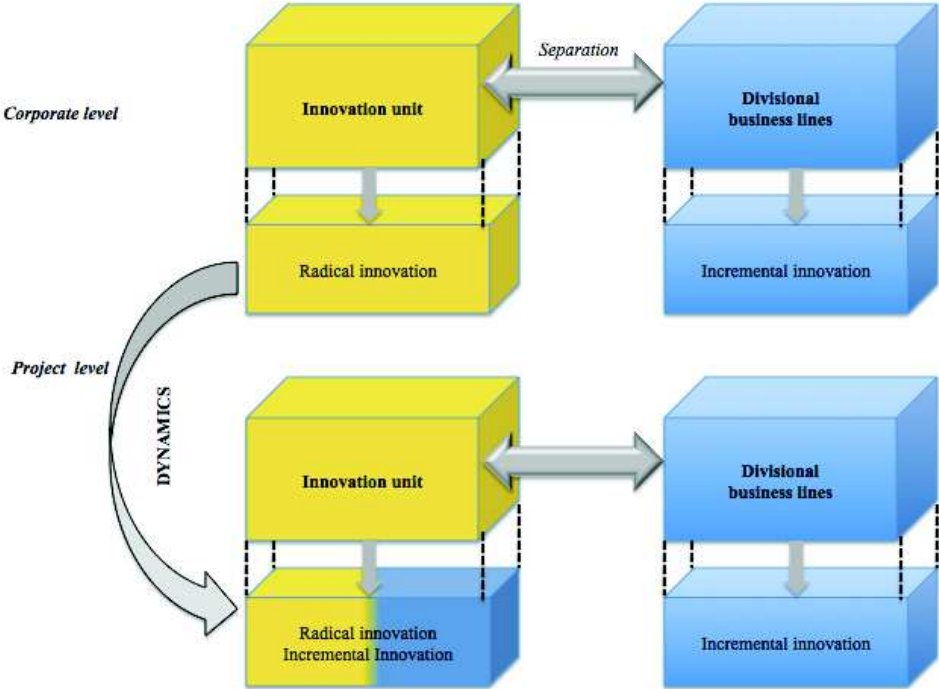 Separation
Corporate level
Innovation unit
Divisional
business lines
Radical innovation
Incremental innovation
Project level
DYNAMICS
Innovation unit
Divisional
business lines
Radical innovation
Incremental Innovation
Incremental innovation